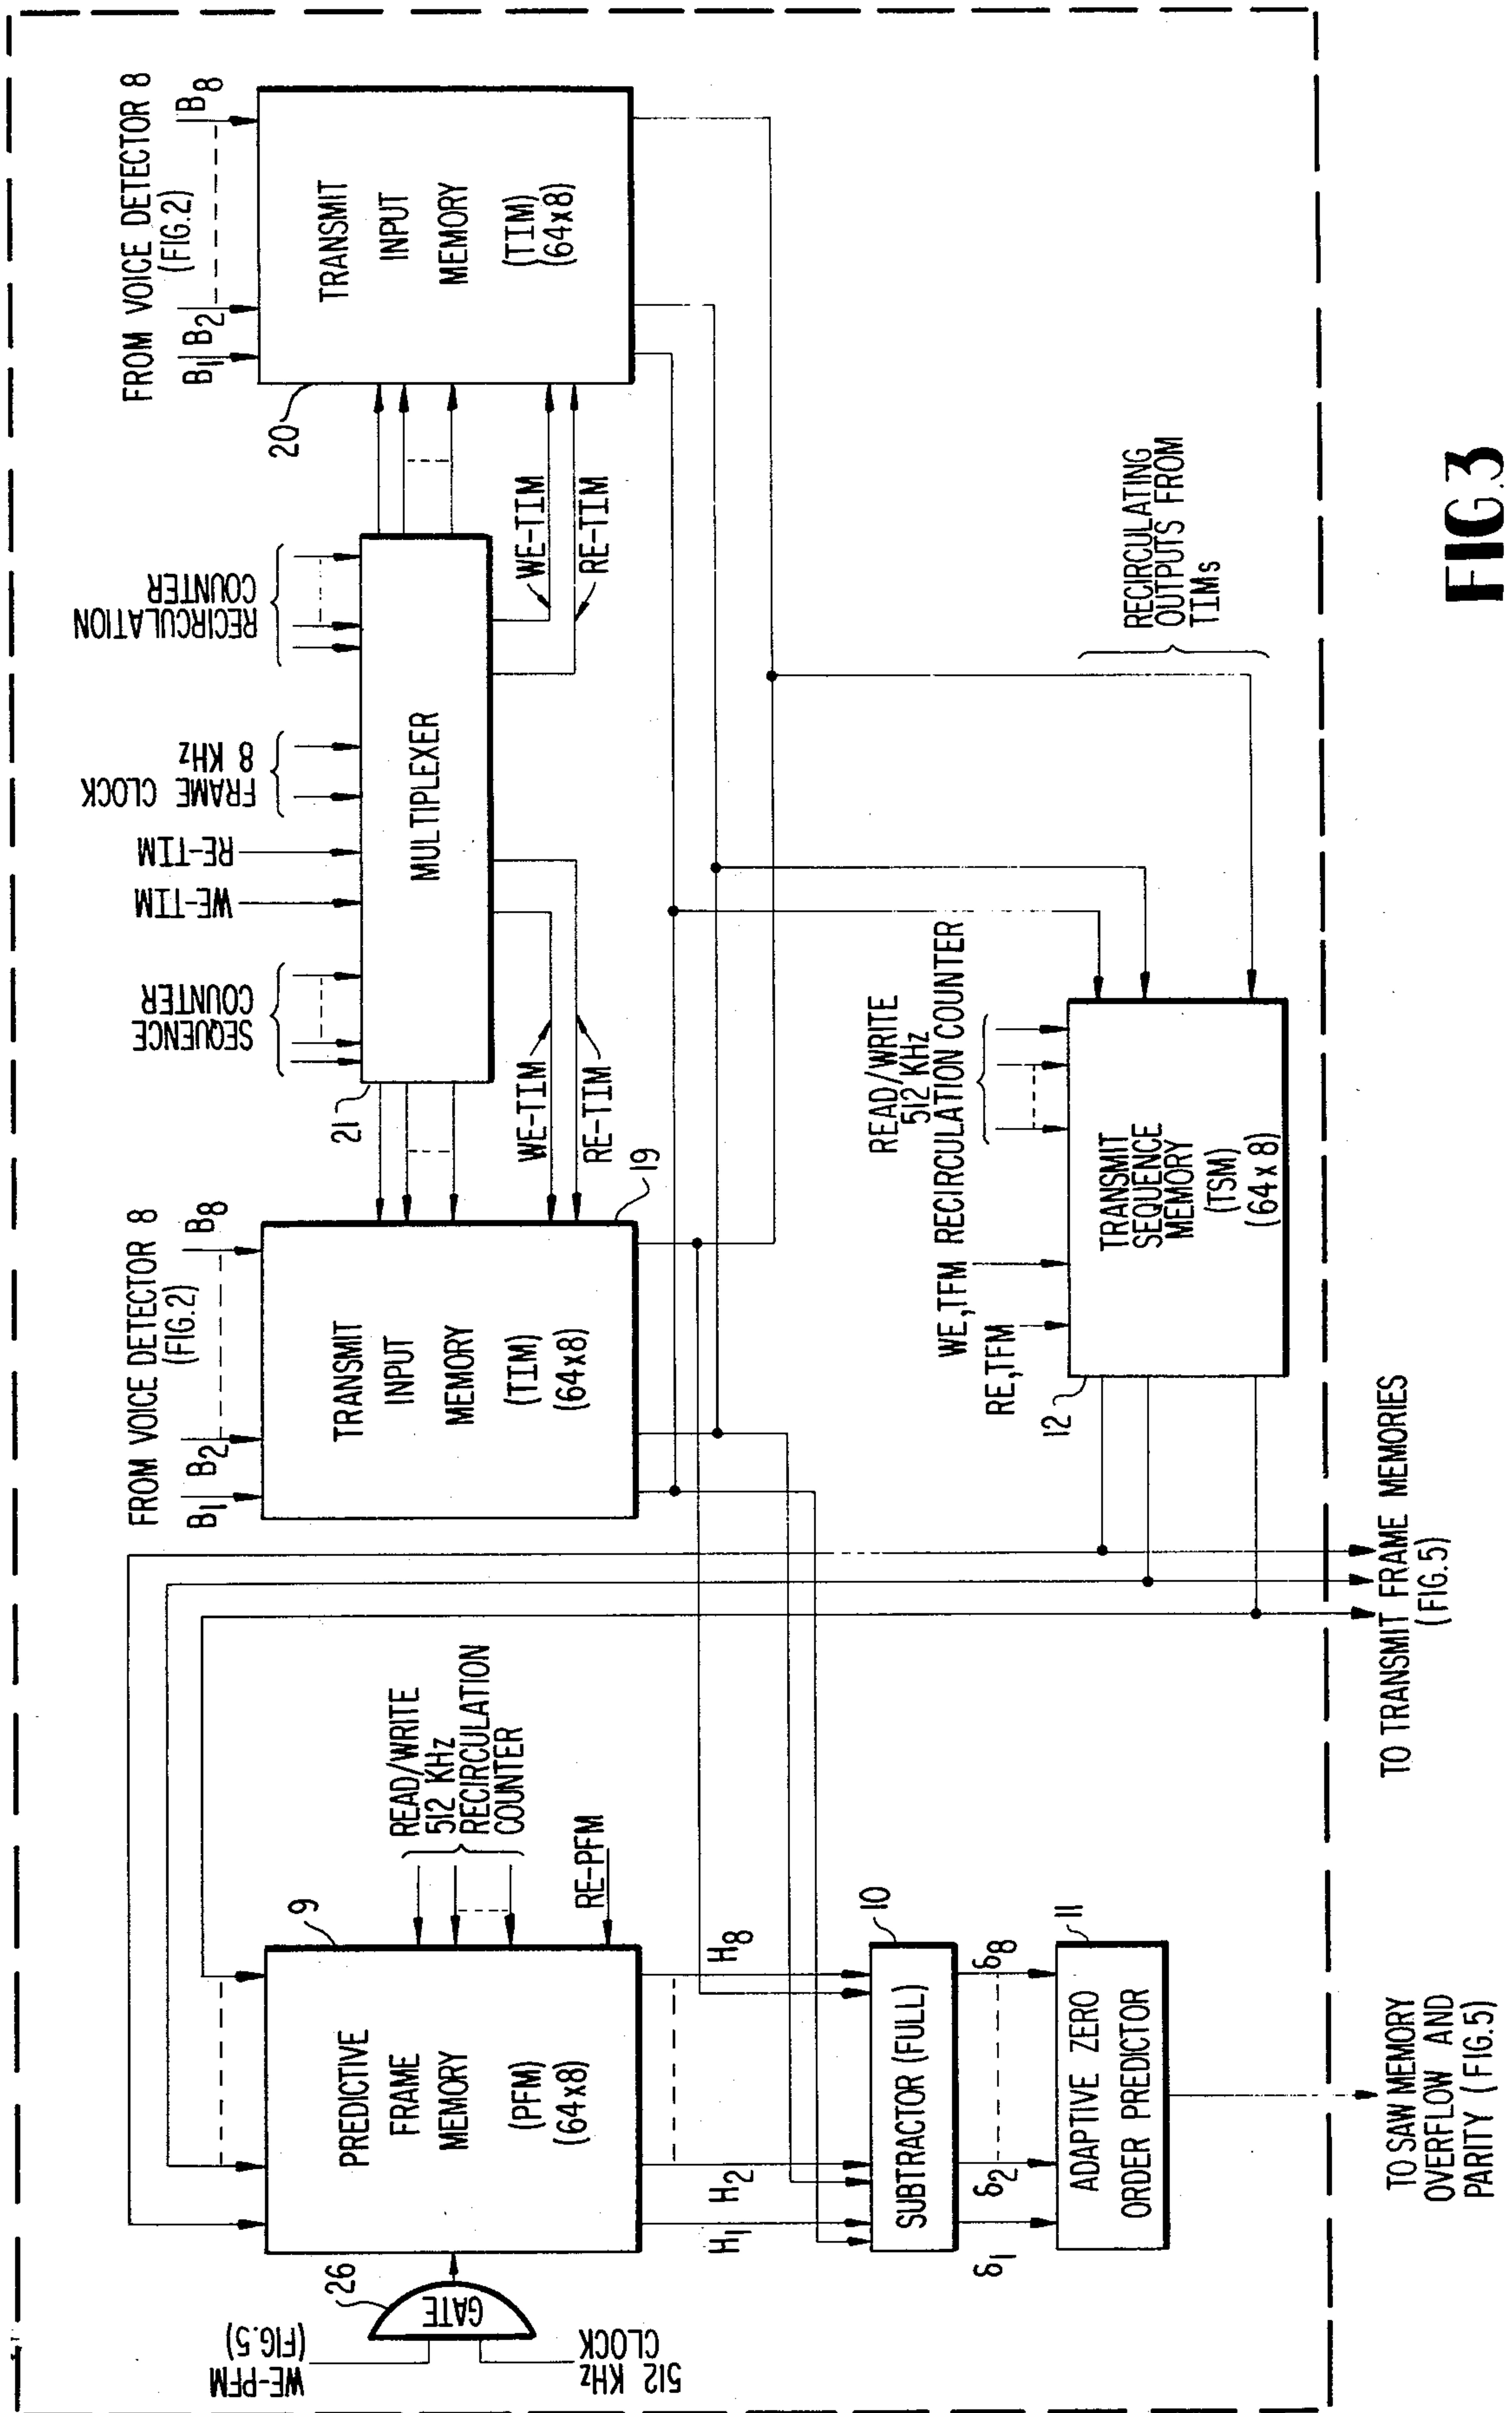 WE-PFM
(FIG.5)
512 KHz
CLOCK
GATE
26
PREDICTIVE
FRAME
MEMORY
(PFM)
(64x8)
9
READ/WRITE
512 KHz
RECIRCULATION
COUNTER
RE-PFM
H1
H2
H8
SUBTRACTOR (FULL)
10
δ1
δ2
δ8
ADAPTIVE ZERO
ORDER PREDICTOR
11
TO SAW MEMORY
OVERFLOW AND
PARITY (FIG.5)
FROM VOICE DETECTOR 8
(FIG.2)
B1
B2
B8
TRANSMIT
INPUT
MEMORY
(TIM)
(64x8)
19
WE-TIM
RE-TIM
SEQUENCE
COUNTER
WE-TIM
RE-TIM
FRAME CLOCK
8 KHz
RECIRCULATION
COUNTER
21
MULTIPLEXER
WE-TIM
RE-TIM
FROM VOICE DETECTOR 8
(FIG.2)
B1
B2
B8
20
TRANSMIT
INPUT
MEMORY
(TIM)
(64x8)
READ/WRITE
512 KHz
RECIRCULATION COUNTER
WE,TFM
RE,TFM
12
TRANSMIT
SEQUENCE
MEMORY
(TSM)
(64x8)
RECIRCULATING
OUTPUTS FROM
TIMs
TO TRANSMIT FRAME MEMORIES
(FIG.5)
FIG.3